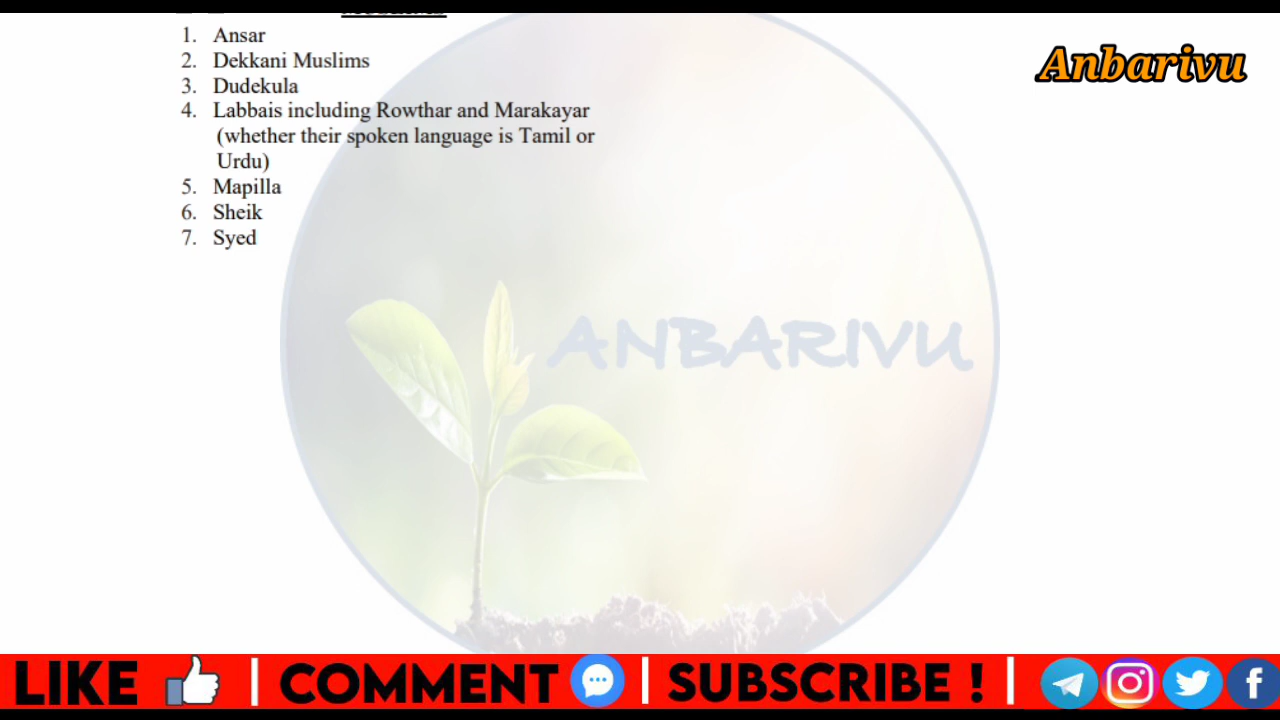 1. Ansar
2. Dekkani Muslims
3. Dudekula
4. Labbais including Rowthar and Marakayar
(whether their spoken language is Tamil or
Urdu)
5. Mapilla
6. Sheik
7. Syed
Anbarivu
ANBARIVU
LIKE | COMMENT | SUBSCRIBE ! |